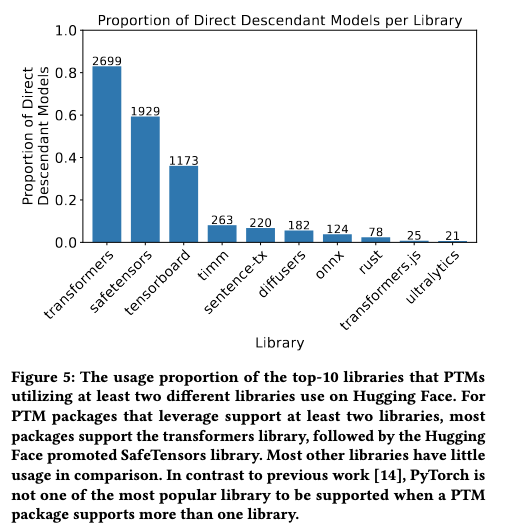 Proportion of Direct Descendant Models per Library
Proportion of Direct
Descendant Models
1.0
0.8
0.6
0.4
0.2
0.0
2699
1929
1173
263
220
182
124
78
25
21
transformers
safetensors
tensorboard
timm
sentence-tx
diffusers
onnx
rust
transformers.js
ultralytics
Library
Figure 5: The usage proportion of the top-10 libraries that PTMs
utilizing at least two different libraries use on Hugging Face. For
PTM packages that leverage support at least two libraries, most
packages support the transformers library, followed by the Hugging
Face promoted SafeTensors library. Most other libraries have little
usage in comparison. In contrast to previous work [14], PyTorch is
not one of the most popular library to be supported when a PTM
package supports more than one library.